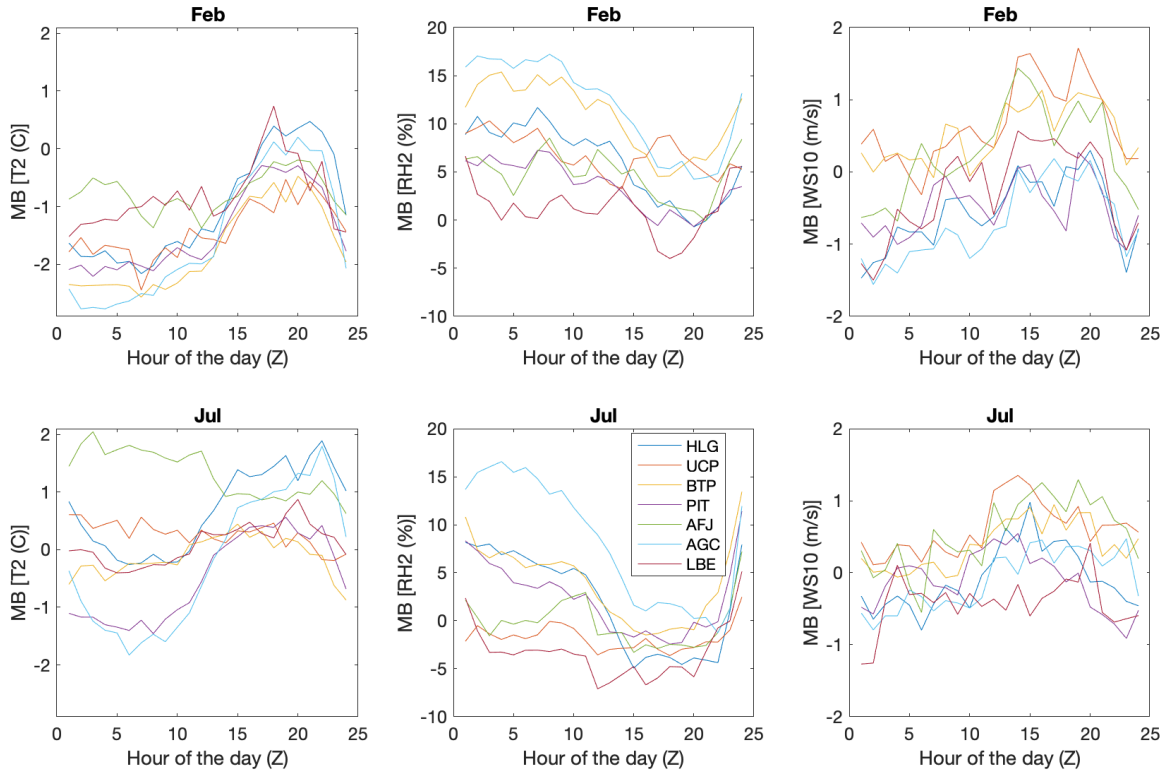 Feb
MB [T2 (C)]
2
1
0
-1
-2
0
5
10
15
20
25
Hour of the day (Z)
Feb
MB [RH2 (%)]
20
15
10
5
0
-5
-10
0
5
10
15
20
25
Hour of the day (Z)
Feb
MB [WS10 (m/s)]
2
1
0
-1
-2
0
5
10
15
20
25
Hour of the day (Z)
Jul
MB [T2 (C)]
2
1
0
-1
-2
0
5
10
15
20
25
Hour of the day (Z)
Jul
MB [RH2 (%)]
20
15
10
5
0
-5
-10
0
5
10
15
20
25
Hour of the day (Z)
HLG
UCP
BTP
PIT
AFJ
AGC
LBE
Jul
MB [WS10 (m/s)]
2
1
0
-1
-2
0
5
10
15
20
25
Hour of the day (Z)